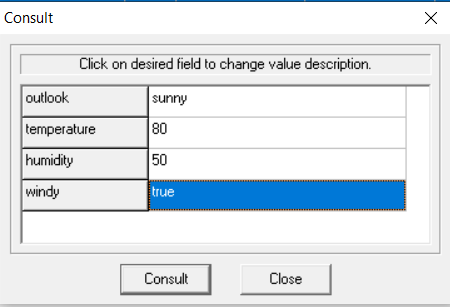 Consult
Click on desired field to change value description.
outlook sunny
temperature 80
humidity 50
windy true
Consult Close